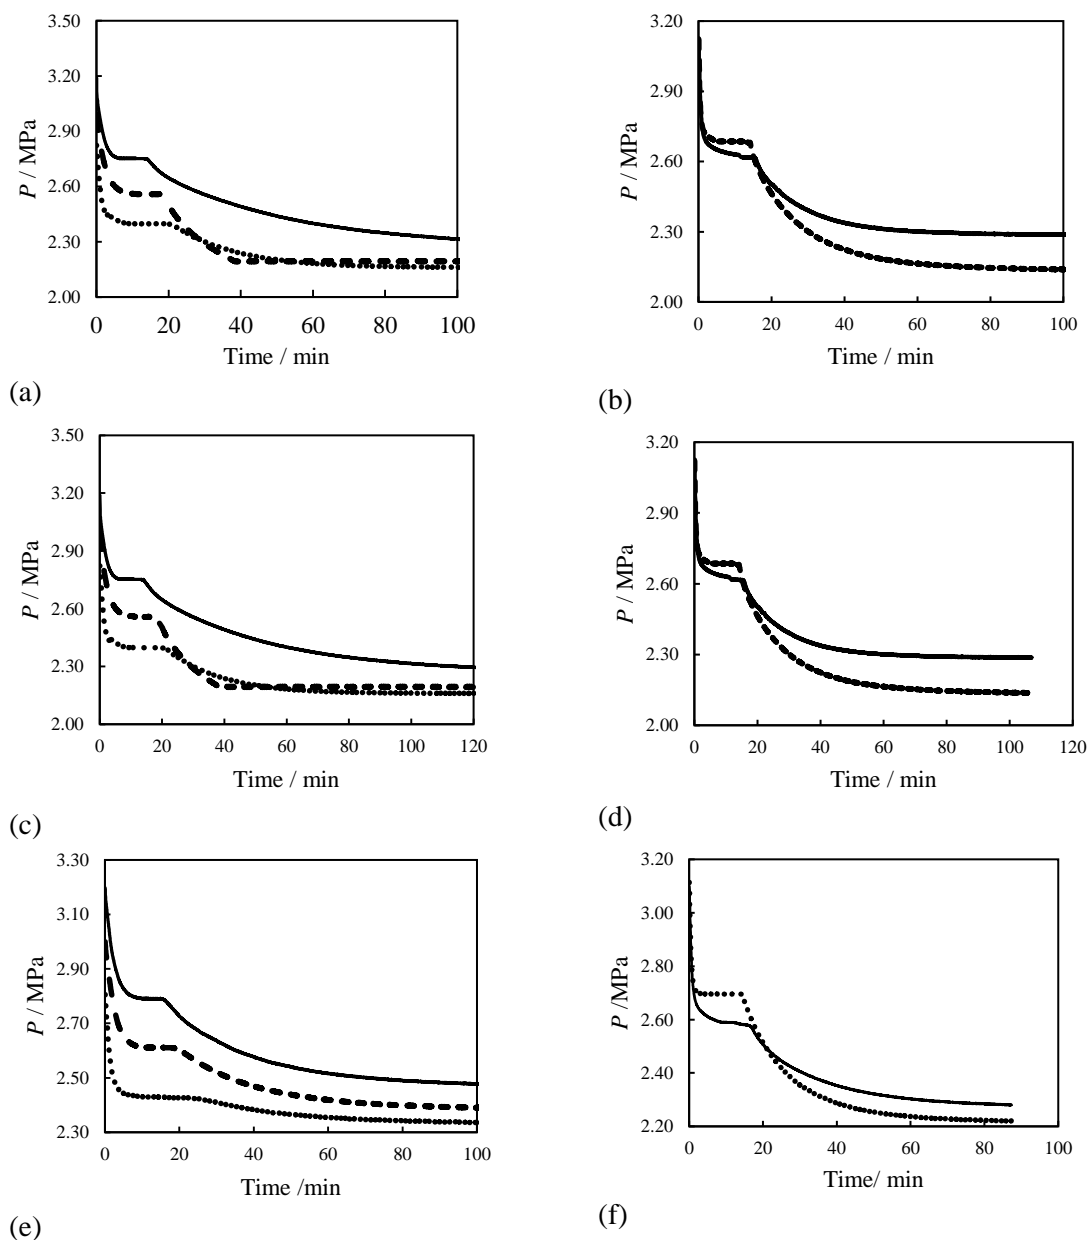 3.50
3.20
2.90
2.60
2.30
2.00
P / MPa
0 20 40 60 80 100
Time / min
(a)
3.20
2.90
2.60
2.30
2.00
P / MPa
0 20 40 60 80 100
Time / min
(b)
3.50
3.20
2.90
2.60
2.30
2.00
P / MPa
0 20 40 60 80 100 120
Time / min
(c)
3.20
2.90
2.60
2.30
2.00
P / MPa
0 20 40 60 80 100 120
Time / min
(d)
3.30
3.10
2.90
2.70
2.50
2.30
P / MPa
0 20 40 60 80 100
Time /min
(e)
3.20
3.00
2.80
2.60
2.40
2.20
P /MPa
0 20 40 60 80 100
Time/ min
(f)